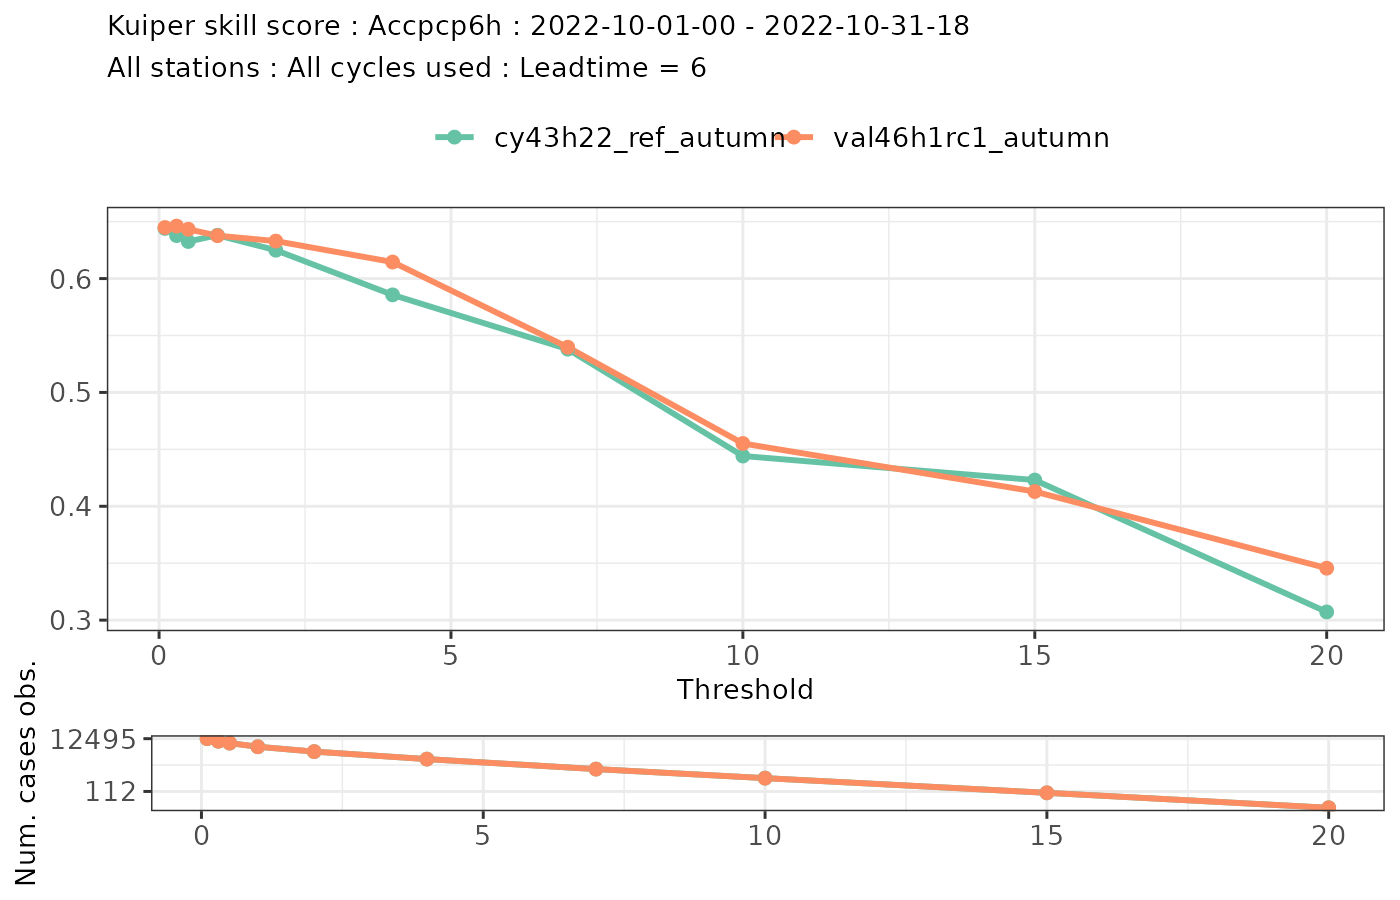 Kuiper skill score : Accpcp6h : 2022-10-01-00 - 2022-10-31-18
All stations : All cycles used : Leadtime = 6
cy43h22_ref_autumn val46h1rc1_autumn
0.6
0.5
0.4
0.3
0 5 10 15 20
Threshold
Num. cases obs.
12495
112
0 5 10 15 20